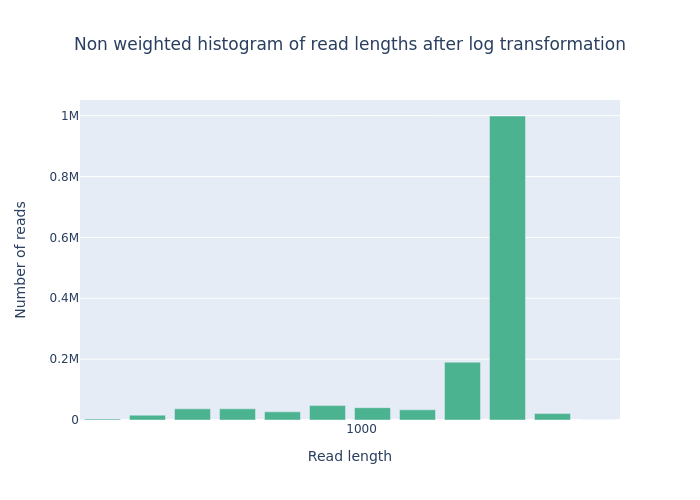 Non weighted histogram of read lengths after log transformation
1M
0.8M
0.6M
0.4M
0.2M
0
Number of reads
1000
Read length